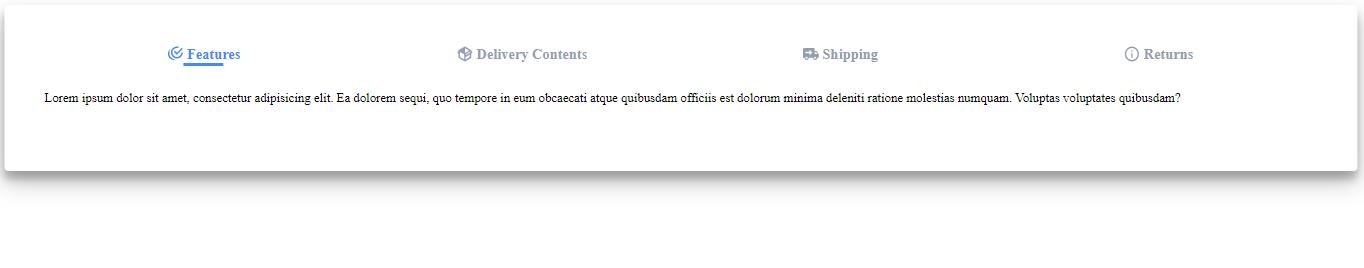 Features Delivery Contents Shipping Returns
Lorem ipsum dolor sit amet, consectetur adipisicing elit. Ea dolorem sequi, quo tempore in eum obcaecati atque quibusdam officiis est dolorum minima deleniti ratione molestias numquam. Voluptas voluptates quibusdam?